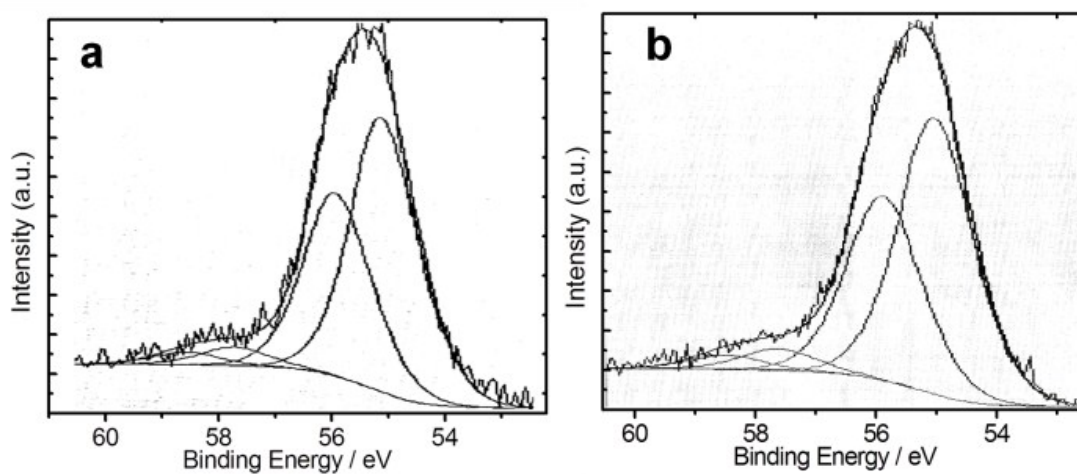 a
Intensity (a.u.)
60 58 56 54
Binding Energy / eV
b
Intensity (a.u.)
60 58 56 54
Binding Energy / eV